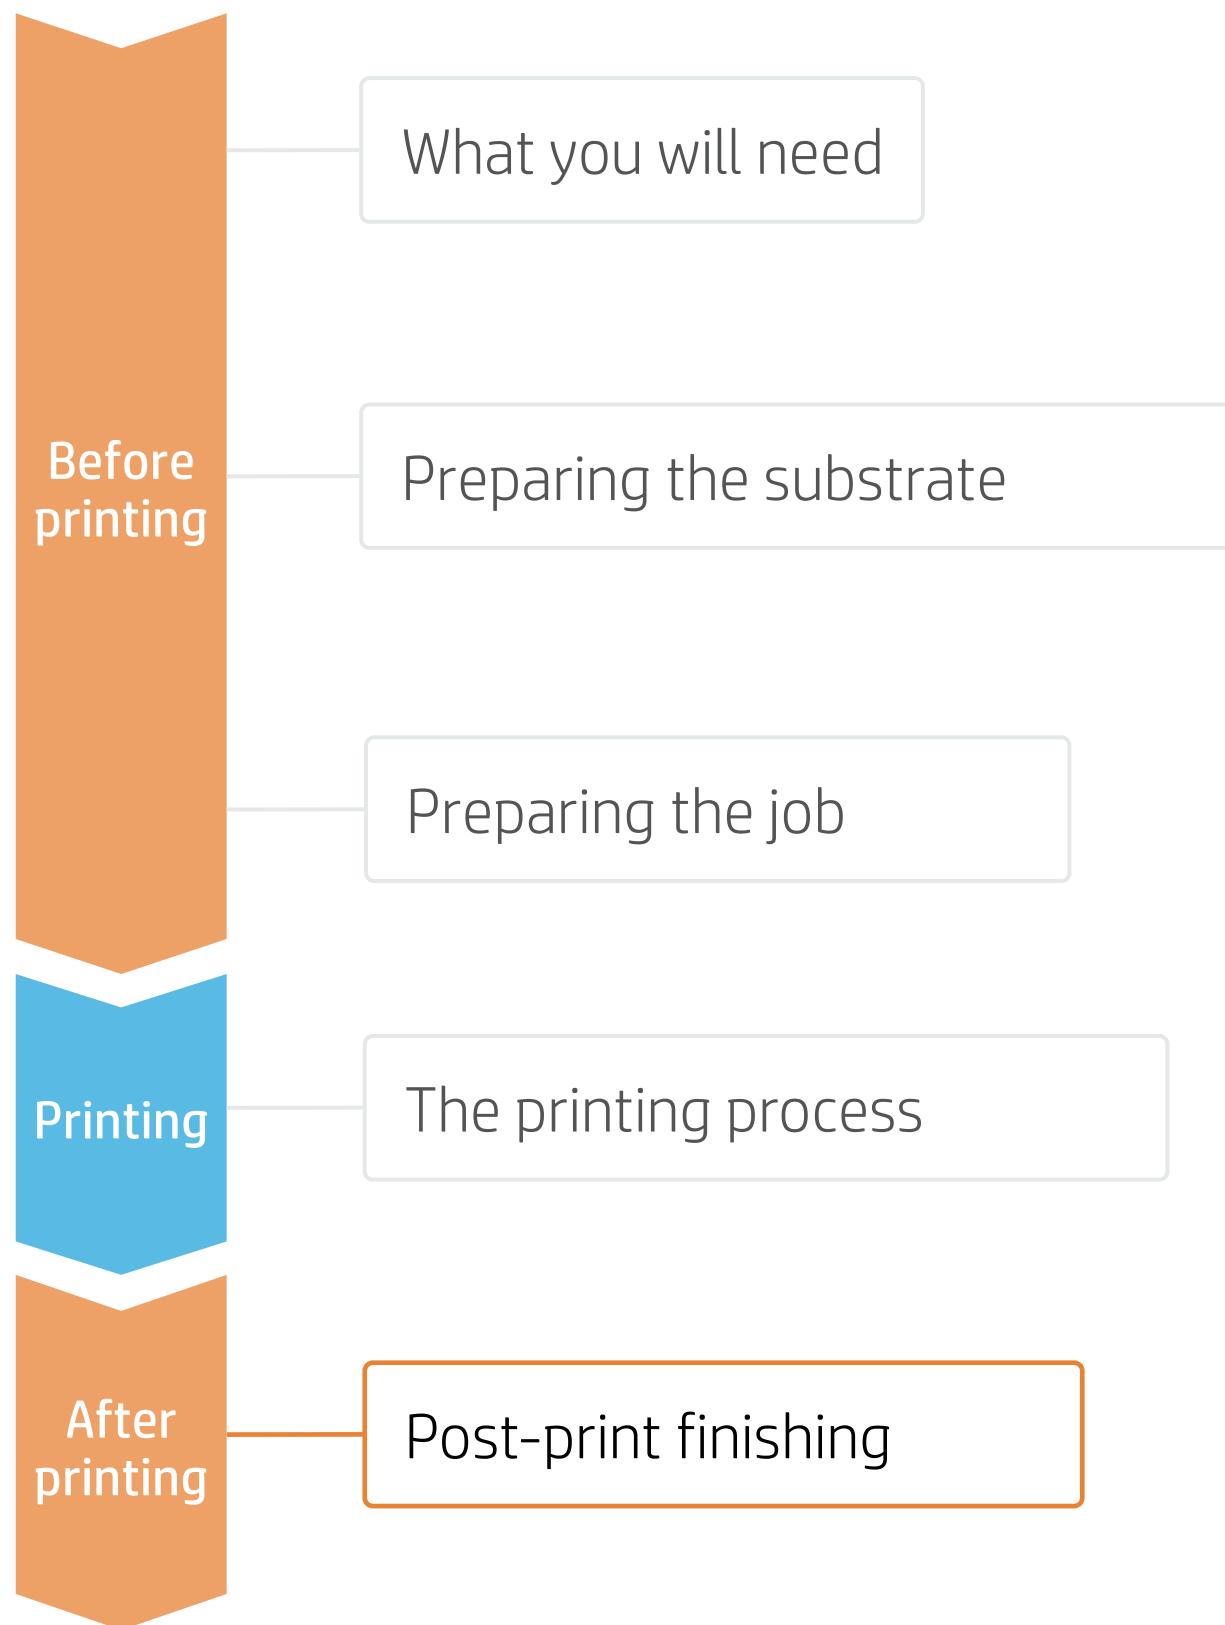 What you will need
Before
printing
Preparing the substrate
Preparing the job
Printing
The printing process
After
printing
Post-print finishing